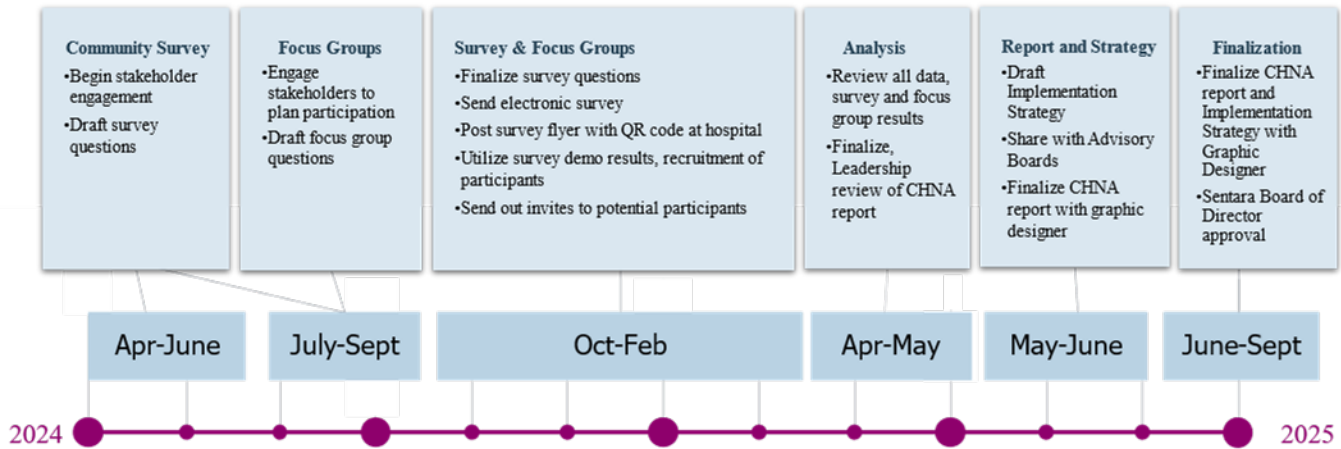 Community Survey
•Begin stakeholder
engagement
•Draft survey
questions
Focus Groups
•Engage
stakeholders to
plan participation
•Draft focus group
questions
Survey & Focus Groups
•Finalize survey questions
•Send electronic survey
•Post survey flyer with QR code at hospital
•Utilize survey demo results, recruitment of
participants
•Send out invites to potential participants
Analysis
•Review all data,
survey and focus
group results
•Finalize,
Leadership
review of CHNA
report
Report and Strategy
•Draft
Implementation
Strategy
•Share with Advisory
Boards
•Finalize CHNA
report with graphic
designer
Finalization
•Finalize CHNA
report and
Implementation
Strategy with
Graphic
Designer
•Sentara Board of
Director
approval
Apr-June
July-Sept
Oct-Feb
Apr-May
May-June
June-Sept
2024
2025